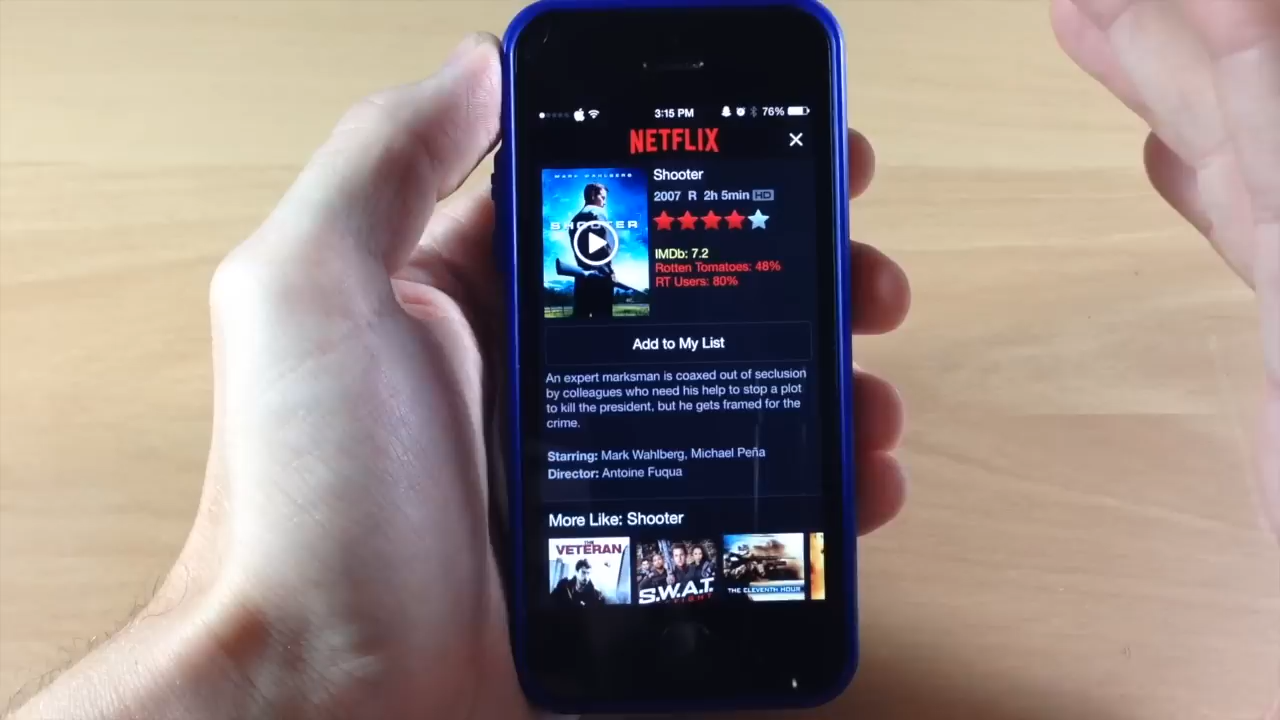 3:15 PM
76%
NETFLIX
MARK WAHLBERG
SHOOTER
Shooter
2007 R 2h 5min HD
IMDb: 7.2
Rotten Tomatoes: 48%
RT Users: 80%
Add to My List
An expert marksman is coaxed out of seclusion
by colleagues who need his help to stop a plot
to kill the president, but he gets framed for the
crime.
Starring: Mark Wahlberg, Michael Peña
Director: Antoine Fuqua
More Like: Shooter
THE
VETERAN
S.W.A.T.
THE ELEVENTH HOUR